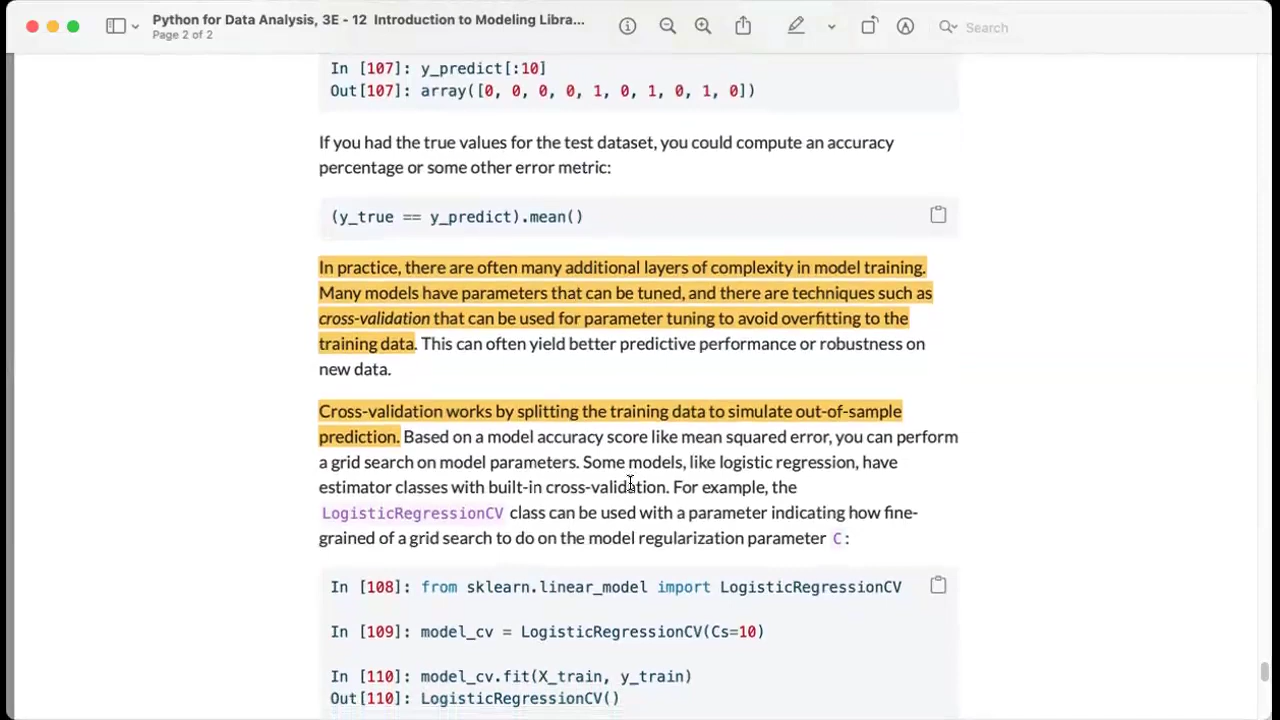 Python for Data Analysis, 3E - 12 Introduction to Modeling Libra...
Page 2 of 2
Search
In [107]: y_predict[:10]
Out[107]: array([0, 0, 0, 0, 1, 0, 1, 0, 1, 0])
If you had the true values for the test dataset, you could compute an accuracy
percentage or some other error metric:
(y_true == y_predict).mean()
In practice, there are often many additional layers of complexity in model training.
Many models have parameters that can be tuned, and there are techniques such as
cross-validation that can be used for parameter tuning to avoid overfitting to the
training data. This can often yield better predictive performance or robustness on
new data.
Cross-validation works by splitting the training data to simulate out-of-sample
prediction. Based on a model accuracy score like mean squared error, you can perform
a grid search on model parameters. Some models, like logistic regression, have
estimator classes with built-in cross-validation. For example, the
LogisticRegressionCV class can be used with a parameter indicating how fine-
grained of a grid search to do on the model regularization parameter C:
In [108]: from sklearn.linear_model import LogisticRegressionCV
In [109]: model_cv = LogisticRegressionCV(Cs=10)
In [110]: model_cv.fit(X_train, y_train)
Out[110]: LogisticRegressionCV()